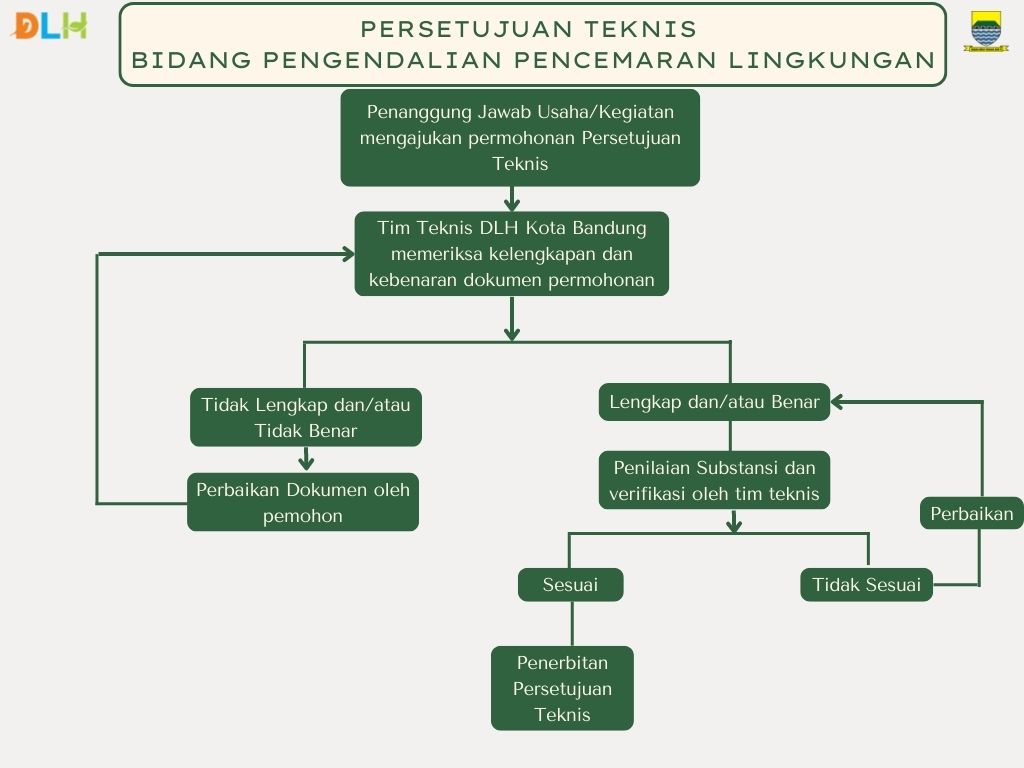 DLH
PERSETUJUAN TEKNIS
BIDANG PENGENDALIAN PENCEMARAN LINGKUNGAN
Penanggung Jawab Usaha/Kegiatan
mengajukan permohonan Persetujuan
Teknis
Tim Teknis DLH Kota Bandung
memeriksa kelengkapan dan
kebenaran dokumen permohonan
Tidak Lengkap dan/atau
Tidak Benar
Lengkap dan/atau Benar
Perbaikan Dokumen oleh
pemohon
Penilaian Substansi dan
verifikasi oleh tim teknis
Perbaikan
Sesuai
Tidak Sesuai
Penerbitan
Persetujuan
Teknis